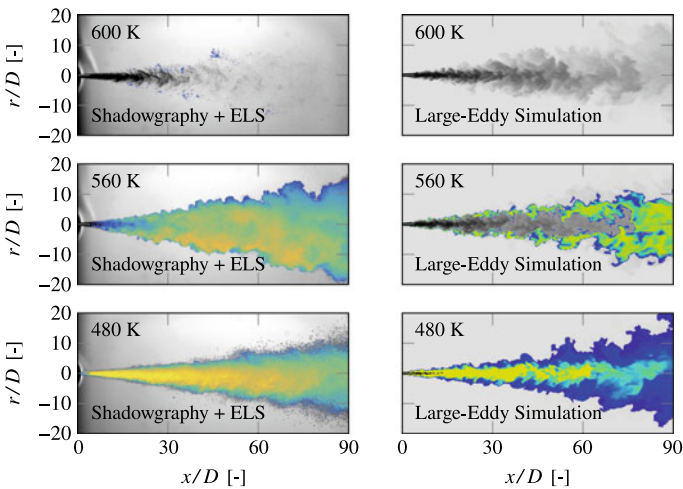 20
10
0
−10
−20
r/D [-]
600 K
Shadowgraphy + ELS
600 K
Large-Eddy Simulation
20
10
0
−10
−20
r/D [-]
560 K
Shadowgraphy + ELS
560 K
Large-Eddy Simulation
20
10
0
−10
−20
r/D [-]
480 K
Shadowgraphy + ELS
480 K
Large-Eddy Simulation
0 30 60 90
0 30 60 90
x/D [-]
x/D [-]